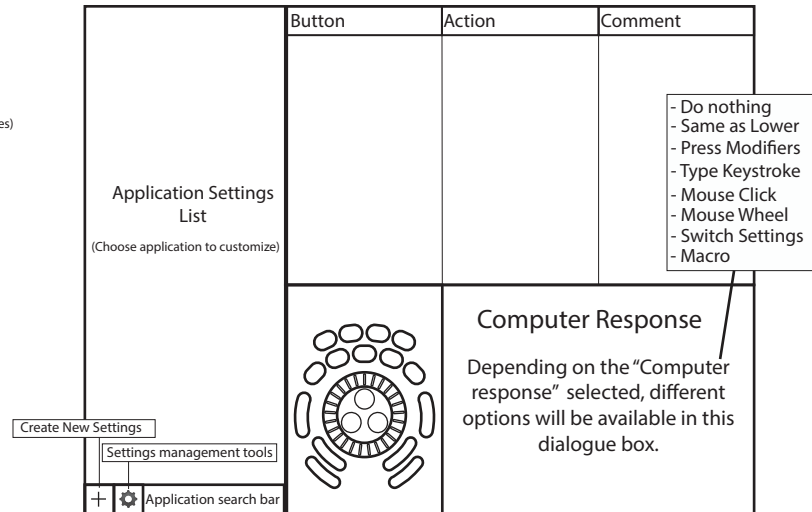 Button
Action
Comment
es)
- Do nothing
- Same as Lower
- Press Modifiers
- Type Keystroke
- Mouse Click
- Mouse Wheel
- Switch Settings
- Macro
Application Settings
List
(Choose application to customize)
Computer Response
Depending on the “Computer
response” selected, different
options will be available in this
dialogue box.
Create New Settings
Settings management tools
Application search bar